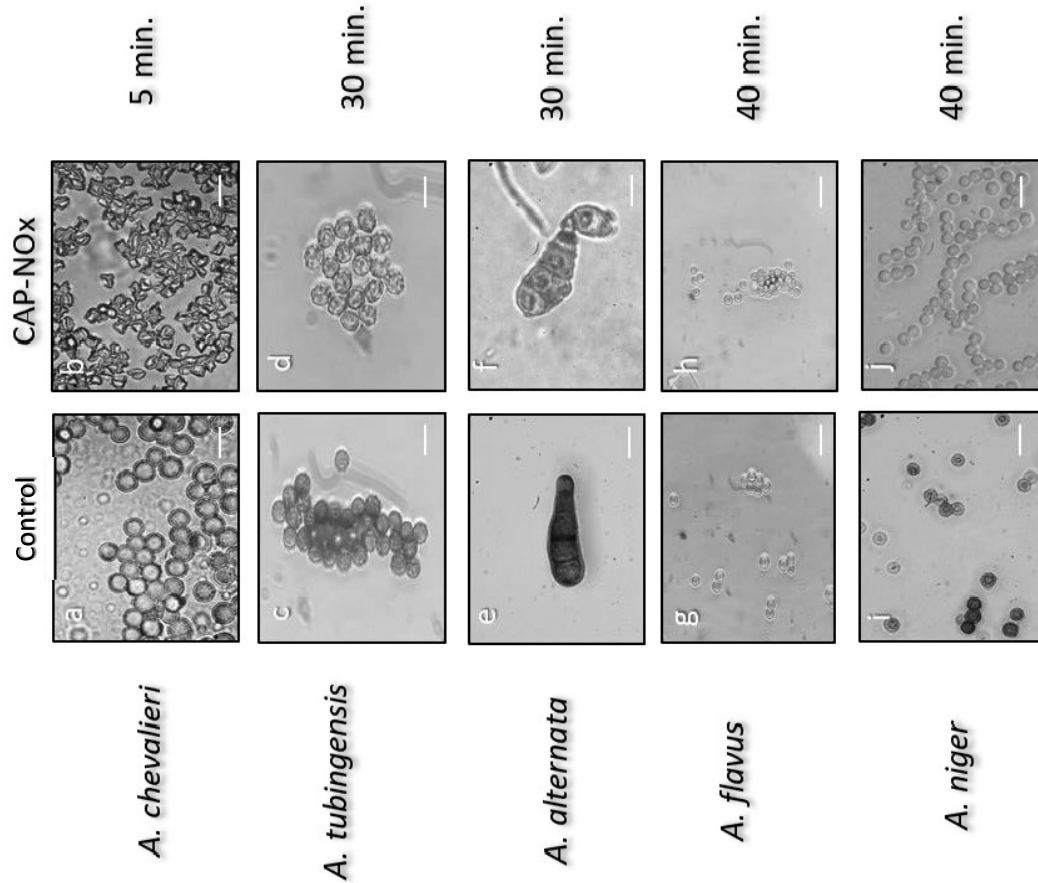 Control
CAP-NOx
A. chevalieri
a
b
5 min.
A. tubingensis
c
d
30 min.
A. alternata
e
f
30 min.
A. flavus
g
h
40 min.
A. niger
i
j
40 min.